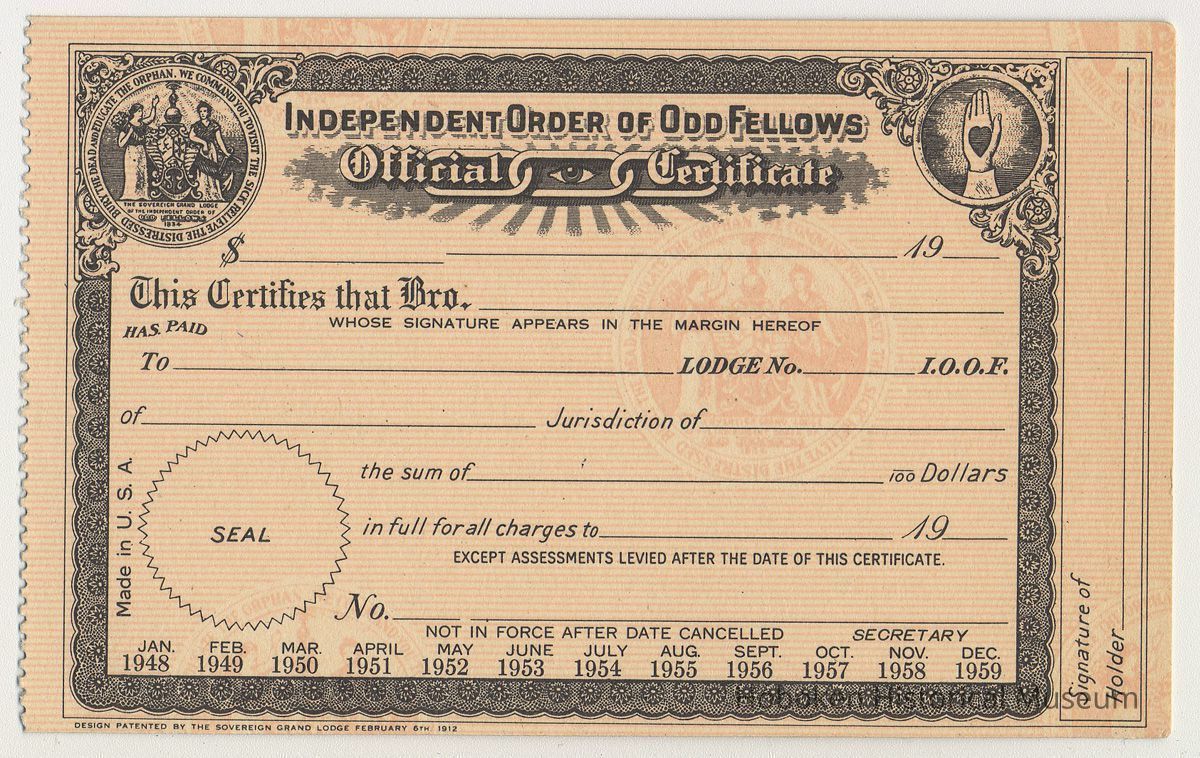 BURY THE DEAD AND EDUCATE THE ORPHAN. WE COMMAND YOU TO VISIT THE SICK RELIEVE THE DISTRESSED
THE SOVEREIGN GRAND LODGE
OF THE INDEPENDENT ORDER OF
ODD FELLOWS
1834
INDEPENDENT ORDER OF ODD FELLOWS
Official Certificate
$ 19
This Certifies that Bro.
HAS PAID WHOSE SIGNATURE APPEARS IN THE MARGIN HEREOF
To LODGE No. I.O.O.F.
of Jurisdiction of
the sum of 100 Dollars
SEAL
in full for all charges to 19
EXCEPT ASSESSMENTS LEVIED AFTER THE DATE OF THIS CERTIFICATE.
Made in U.S.A.
No.
NOT IN FORCE AFTER DATE CANCELLED SECRETARY
JAN. FEB. MAR. APRIL MAY JUNE JULY AUG. SEPT. OCT. NOV. DEC.
1948 1949 1950 1951 1952 1953 1954 1955 1956 1957 1958 1959
Signature of
holder
Hoboken Historical Museum
DESIGN PATENTED BY THE SOVEREIGN GRAND LODGE FEBRUARY 6TH 1912